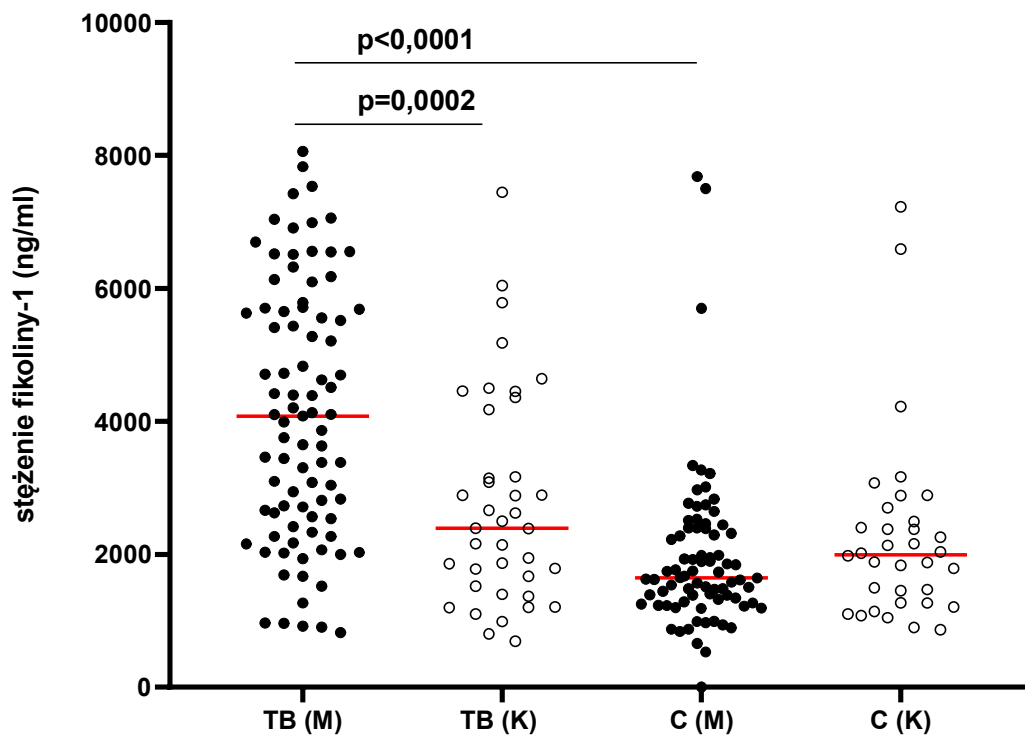 10000
p<0,0001
p=0,0002
8000
6000
4000
2000
0
stężenie fikoliny-1 (ng/ml)
TB (M) TB (K) C (M) C (K)